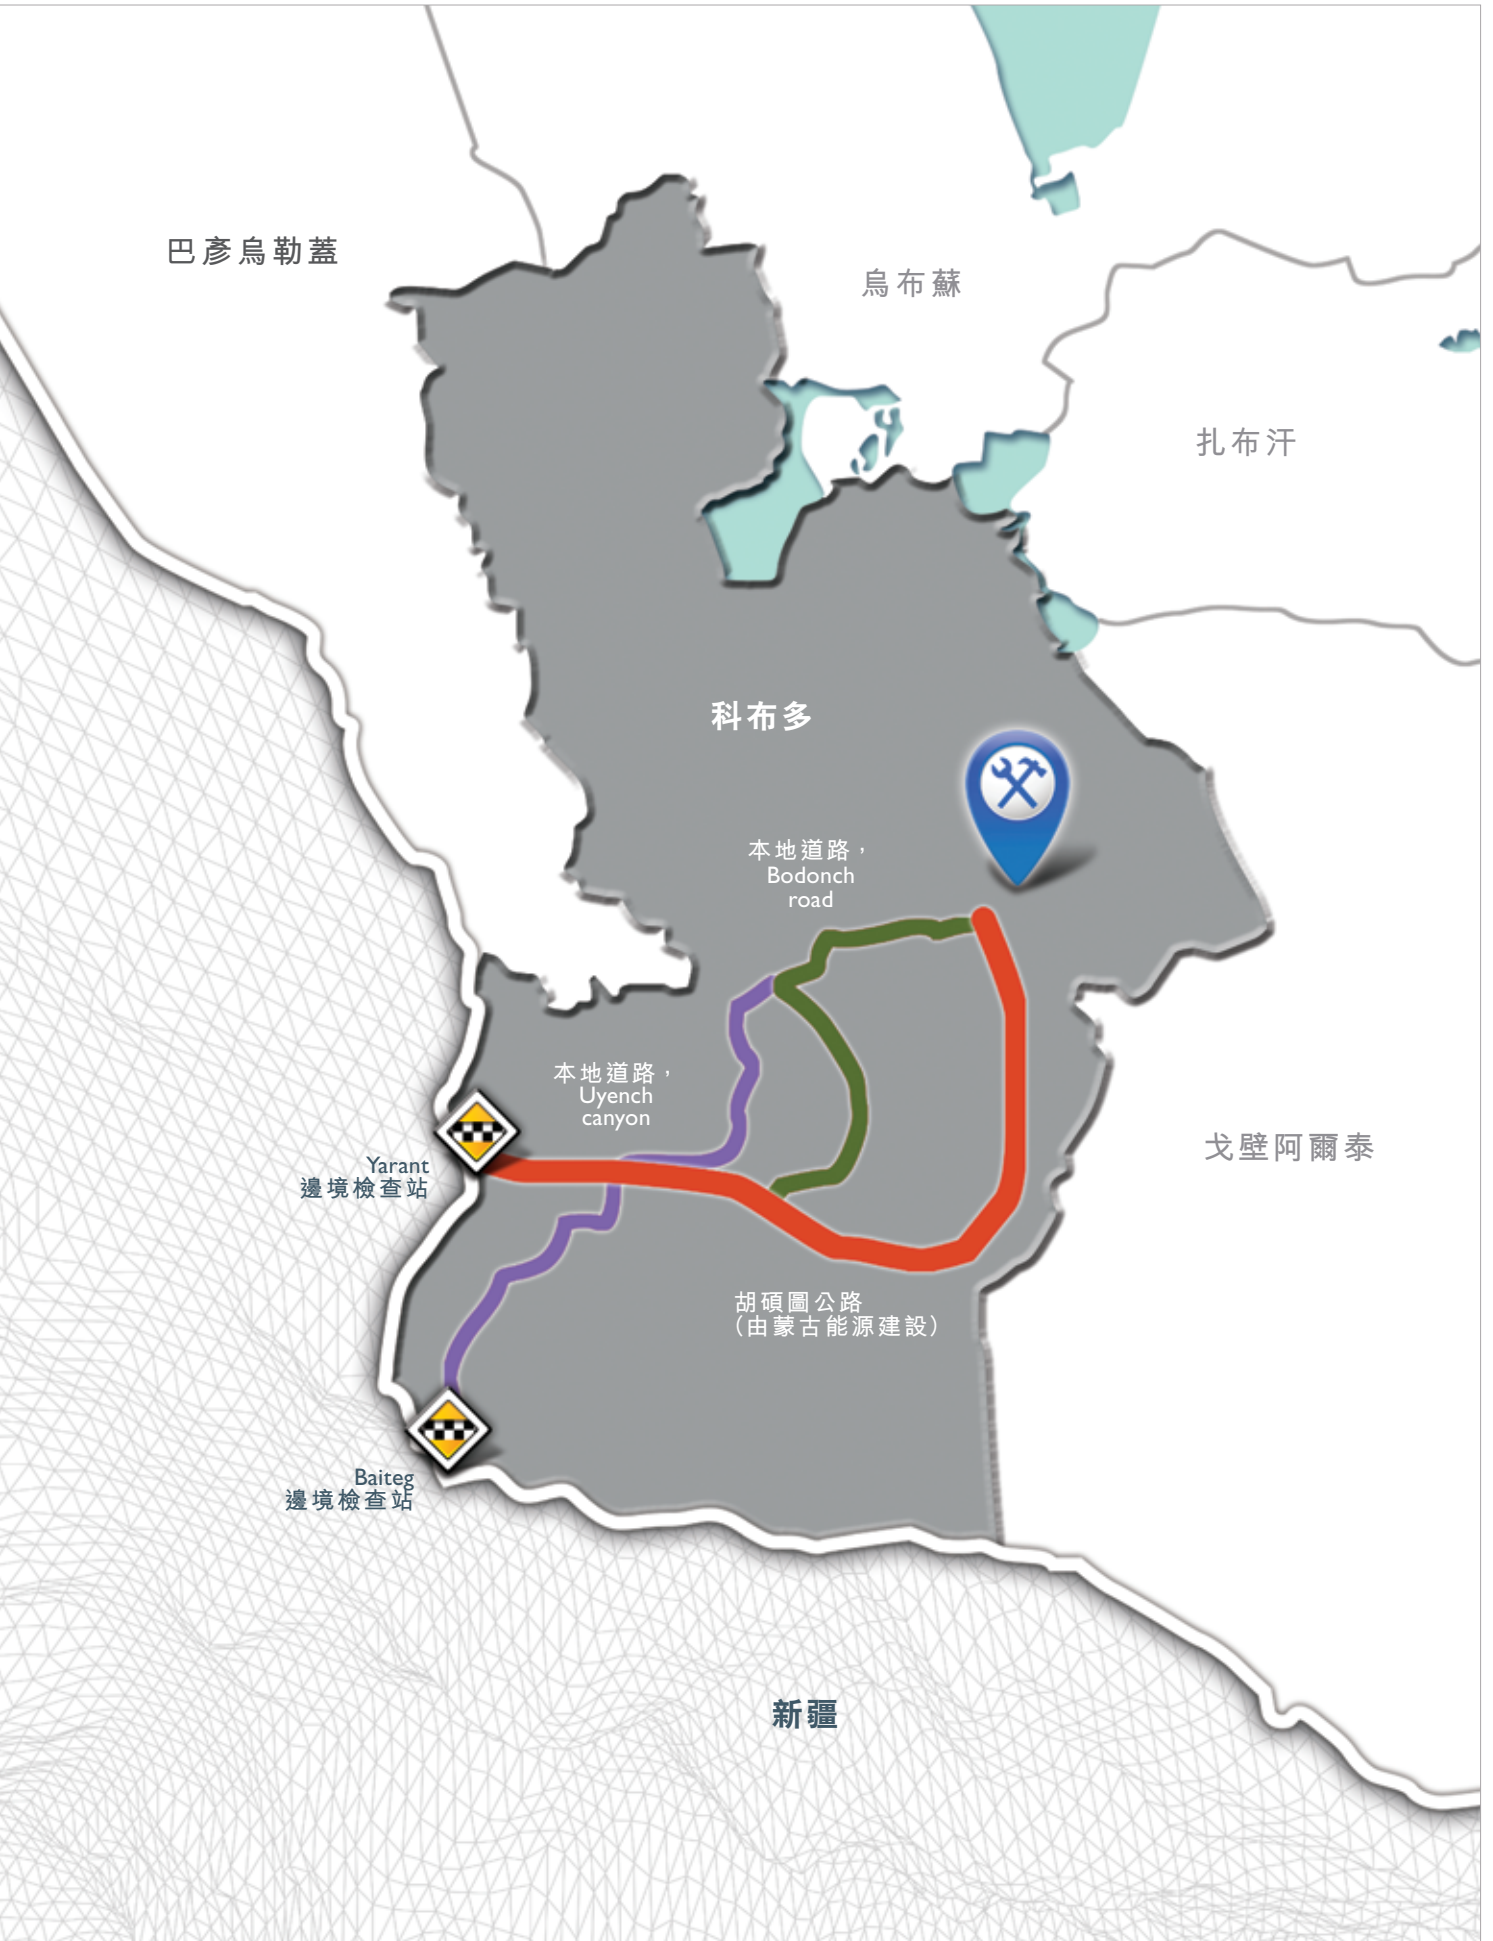 巴彥烏勒蓋
烏布蘇
扎布汗
科布多
本地道路，
Bodonch
road
本地道路，
Uyench
canyon
戈壁阿爾泰
Yarant
邊境檢查站
胡碩圖公路
（由蒙古能源建設）
Baiteg
邊境檢查站
新疆